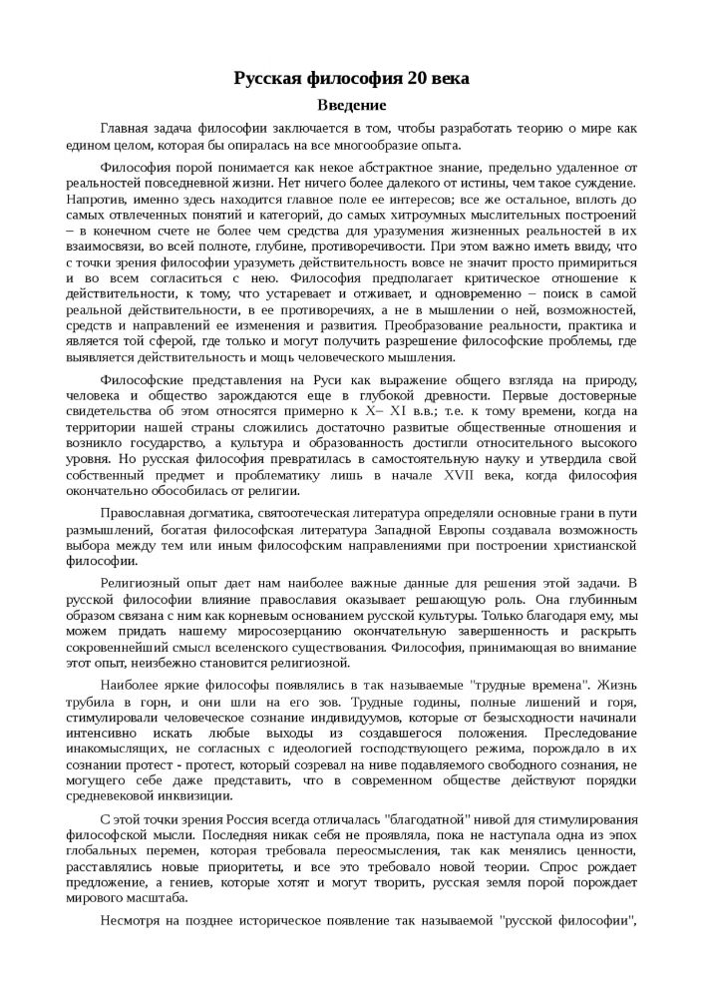 Русская философия 20 века
Введение
Главная задача философии заключается в том, чтобы разработать теорию о мире как
едином целом, которая бы опиралась на все многообразие опыта.
Философия порой понимается как некое абстрактное знание, предельно удаленное от
реальностей повседневной жизни. Нет ничего более далекого от истины, чем такое суждение.
Напротив, именно здесь находится главное поле ее интересов; все же остальное, вплоть до
самых отвлеченных понятий и категорий, до самых хитроумных мыслительных построений
– в конечном счете не более чем средства для уразумения жизненных реальностей в их
взаимосвязи, во всей полноте, глубине, противоречивости. При этом важно иметь ввиду, что
с точки зрения философии уразуметь действительность вовсе не значит просто примириться
и во всем согласиться с нею. Философия предполагает критическое отношение к
действительности, к тому, что устаревает и отживает, и одновременно – поиск в самой
реальной действительности, в ее противоречиях, а не в мышлении о ней, возможностей,
средств и направлений ее изменения и развития. Преобразование реальности, практика и
является той сферой, где только и могут получить разрешение философские проблемы, где
выявляется действительность и мощь человеческого мышления.
Философские представления на Руси как выражение общего взгляда на природу,
человека и общество зарождаются еще в глубокой древности. Первые достоверные
свидетельства об этом относятся примерно к X– XI в.в.; т.е. к тому времени, когда на
территории нашей страны сложились достаточно развитые общественные отношения и
возникло государство, а культура и образованность достигли относительного высокого
уровня. Но русская философия превратилась в самостоятельную науку и утвердила свой
собственный предмет и проблематику лишь в начале XVII века, когда философия
окончательно обособилась от религии.
Православная догматика, святоотеческая литература определяли основные грани в пути
размышлений, богатая философская литература Западной Европы создавала возможность
выбора между тем или иным философским направлениями при построении христианской
философии.
Религиозный опыт дает нам наиболее важные данные для решения этой задачи. В
русской философии влияние православия оказывает решающую роль. Она глубинным
образом связана с ним как корневым основанием русской культуры. Только благодаря ему, мы
можем придать нашему миросозерцанию окончательную завершенность и раскрыть
сокровеннейший смысл вселенского существования. Философия, принимающая во внимание
этот опыт, неизбежно становится религиозной.
Наиболее яркие философы появлялись в так называемые "трудные времена". Жизнь
трубила в горн, и они шли на его зов. Трудные годины, полные лишений и горя,
стимулировали человеческое сознание индивидуумов, которые от безысходности начинали
интенсивно искать любые выходы из создавшегося положения. Преследование
инакомыслящих, не согласных с идеологией господствующего режима, порождало в их
сознании протест - протест, который созревал на ниве подавляемого свободного сознания, не
могущего себе даже представить, что в современном обществе действуют порядки
средневековой инквизиции.
С этой точки зрения Россия всегда отличалась "благодатной" нивой для стимулирования
философской мысли. Последняя никак себя не проявляла, пока не наступала одна из эпох
глобальных перемен, которая требовала переосмысления, так как менялись ценности,
расставлялись новые приоритеты, и все это требовало новой теории. Спрос рождает
предложение, а гениев, которые хотят и могут творить, русская земля порой порождает
мирового масштаба.
Несмотря на позднее историческое появление так называемой "русской философии",